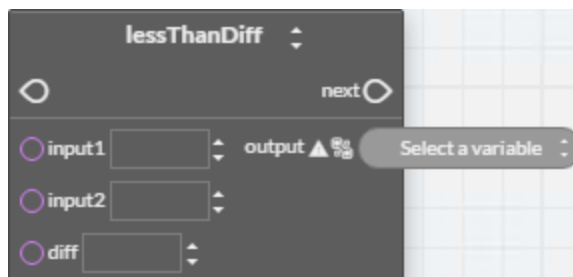 lessThanDiff
next
input1 output Select a variable
input2
diff